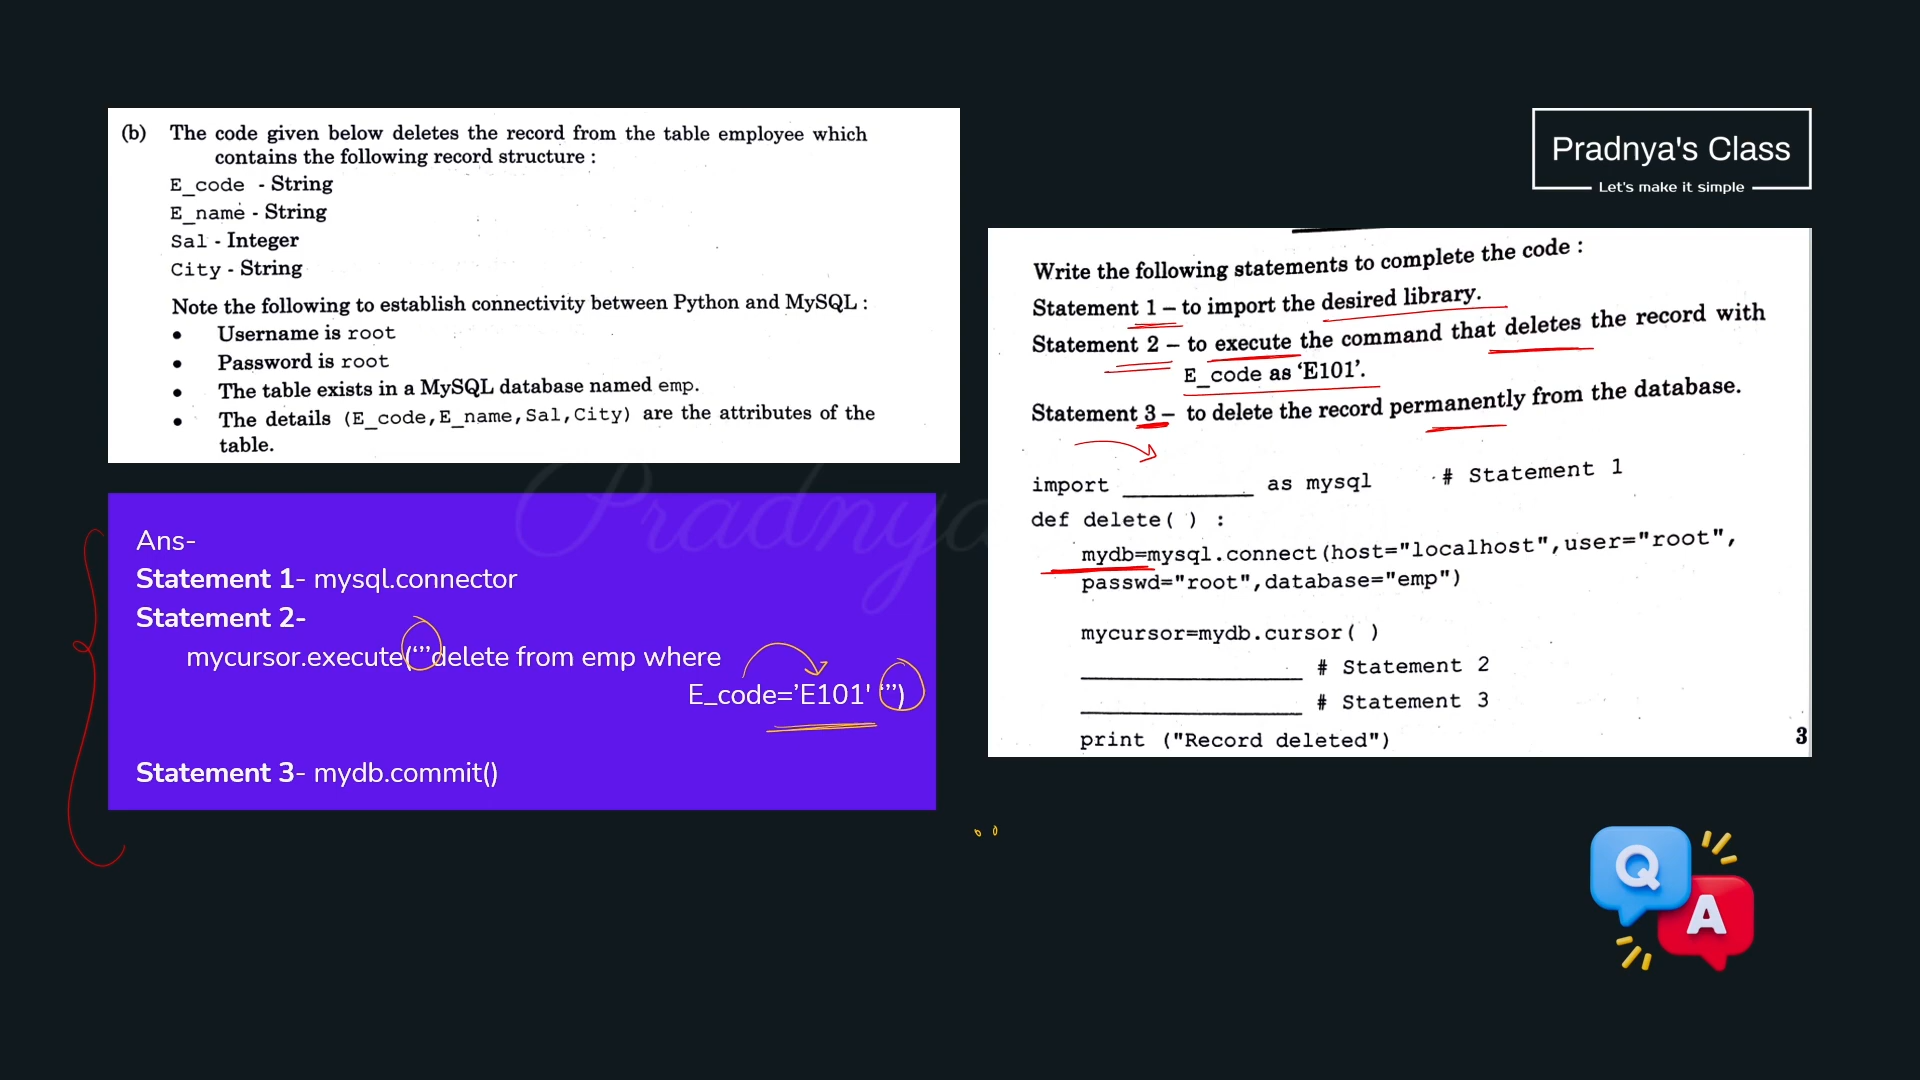 (b) The code given below deletes the record from the table employee which
contains the following record structure :
E_code - String
E_name - String
Sal - Integer
City - String
Note the following to establish connectivity between Python and MySQL :
• Username is root
• Password is root
• The table exists in a MySQL database named emp.
• The details (E_code,E_name,Sal,City) are the attributes of the
table.
Ans-
Statement 1- mysql.connector
Statement 2-
mycursor.execute(‘’’delete from emp where
E_code=’E101' ‘’’)
Statement 3- mydb.commit()
Pradnya's Class
Let's make it simple
Write the following statements to complete the code :
Statement 1 – to import the desired library.
Statement 2 – to execute the command that deletes the record with
E_code as ‘E101’.
Statement 3 – to delete the record permanently from the database.
import __________ as mysql # Statement 1
def delete( ) :
mydb=mysql.connect(host="localhost",user="root",
passwd="root",database="emp")
mycursor=mydb.cursor( )
_________________ # Statement 2
_________________ # Statement 3
print ("Record deleted")
3
Pradnya
Q
A